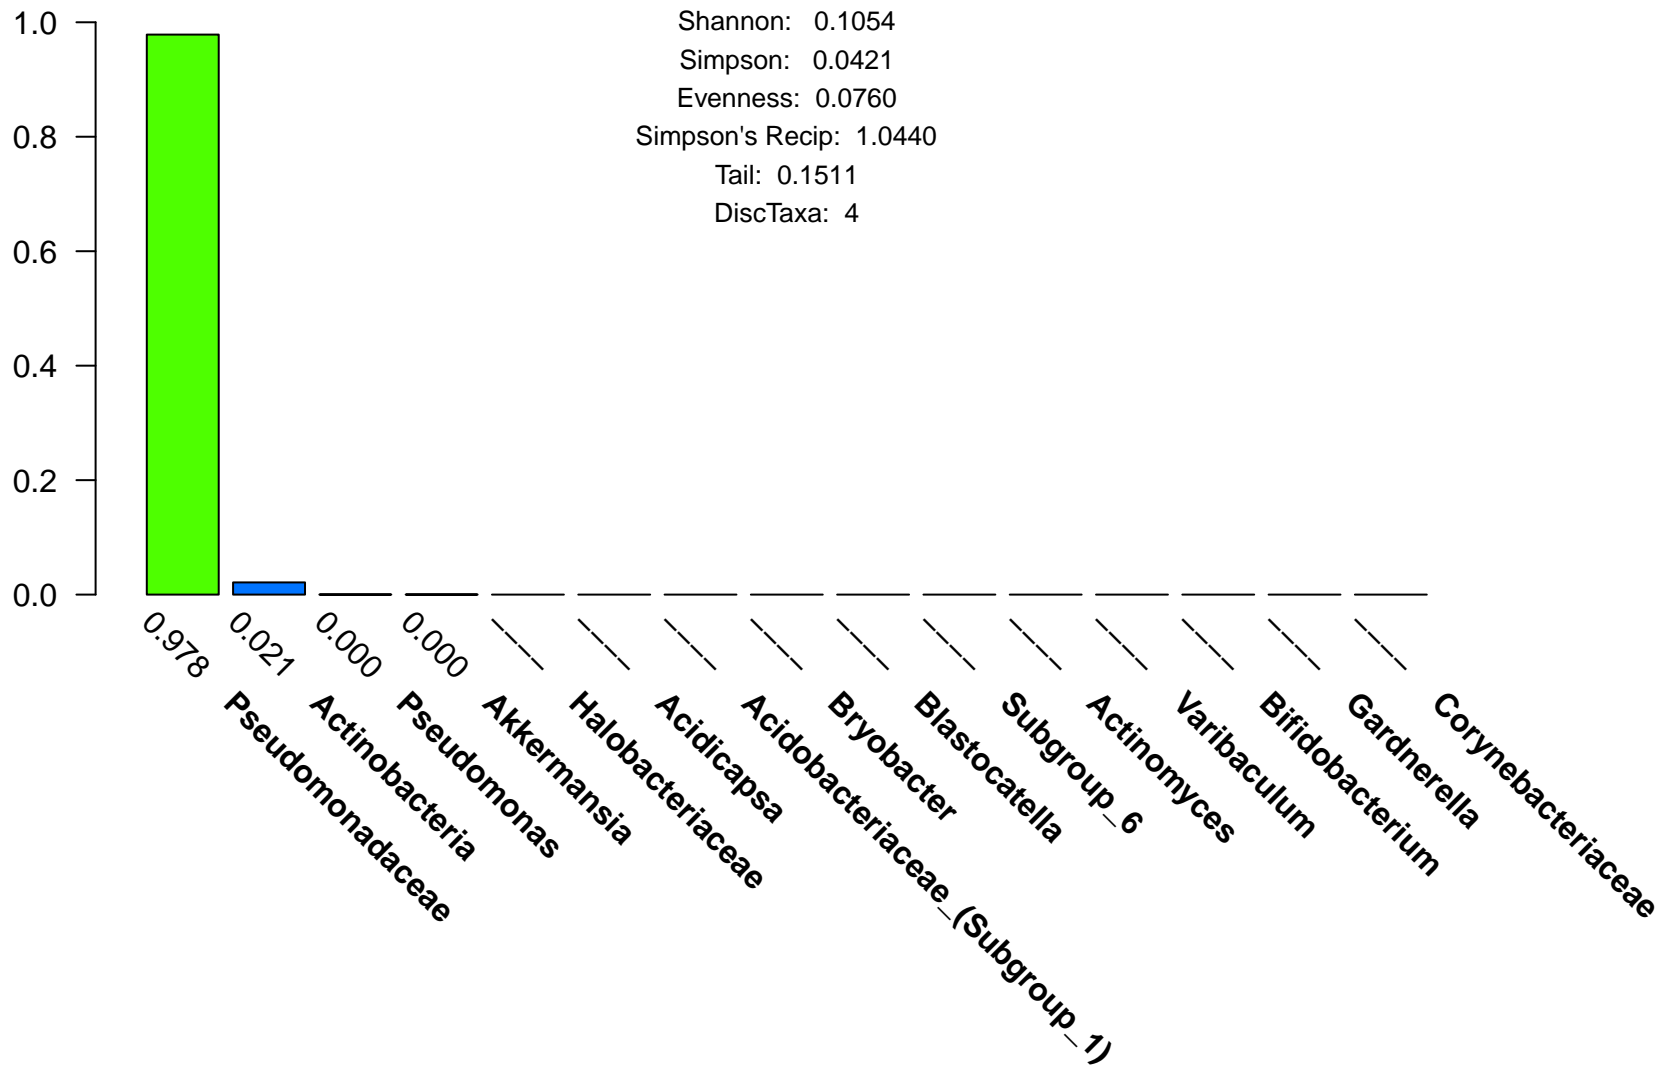 Shannon: 0.1054
Simpson: 0.0421
Evenness: 0.0760
Simpson's Recip: 1.0440
Tail: 0.1511
DiscTaxa: 4
1.0
0.8
0.6
0.4
0.2
0.0
0.978
0.021
0.000
0.000
-----
-----
-----
-----
-----
-----
-----
-----
-----
-----
-----
Pseudomonadaceae
Actinobacteria
Pseudomonas
Akkermansia
Halobacteriaceae
Acidicapsa
Acidobacteriaceae_(Subgroup_1)
Bryobacter
Blastocatella
Subgroup_6
Actinomyces
Varibaculum
Bifidobacterium
Gardnerella
Corynebacteriaceae